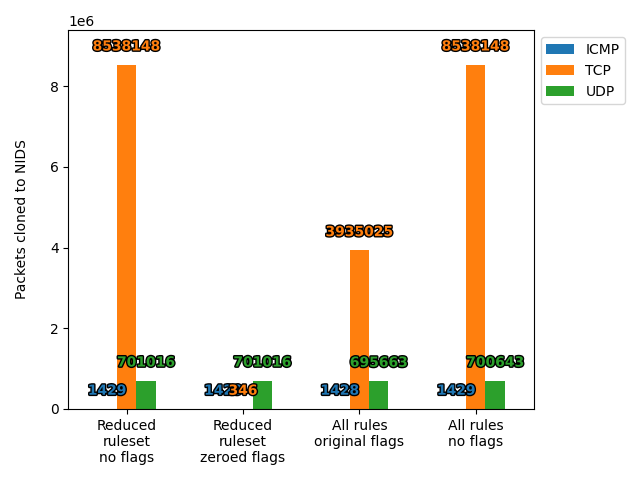 1e6
8538148
8538148
ICMP
TCP
UDP
8
6
4
2
0
Packets cloned to NIDS
3935025
701016
701016
695663
700643
1429
346
1428
1429
Reduced
ruleset
no flags
Reduced
ruleset
zeroed flags
All rules
original flags
All rules
no flags